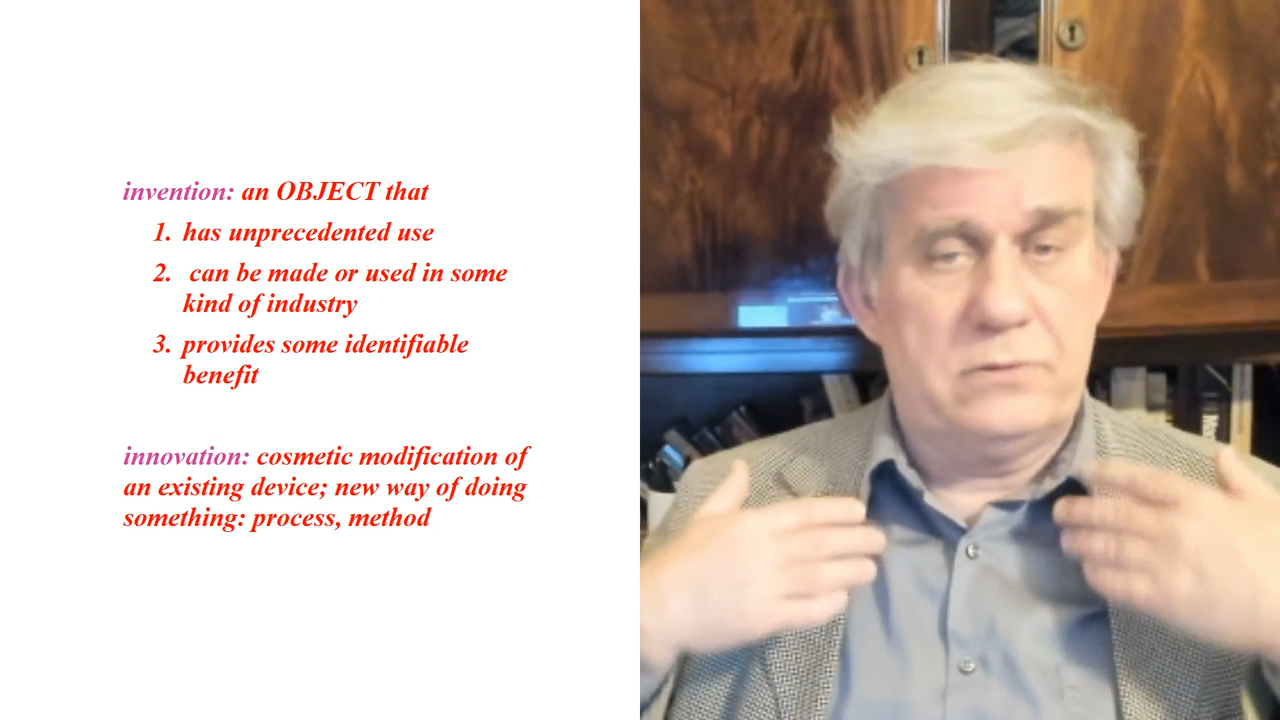 invention: an OBJECT that
1. has unprecedented use
2. can be made or used in some
kind of industry
3. provides some identifiable
benefit
innovation: cosmetic modification of
an existing device; new way of doing
something: process, method